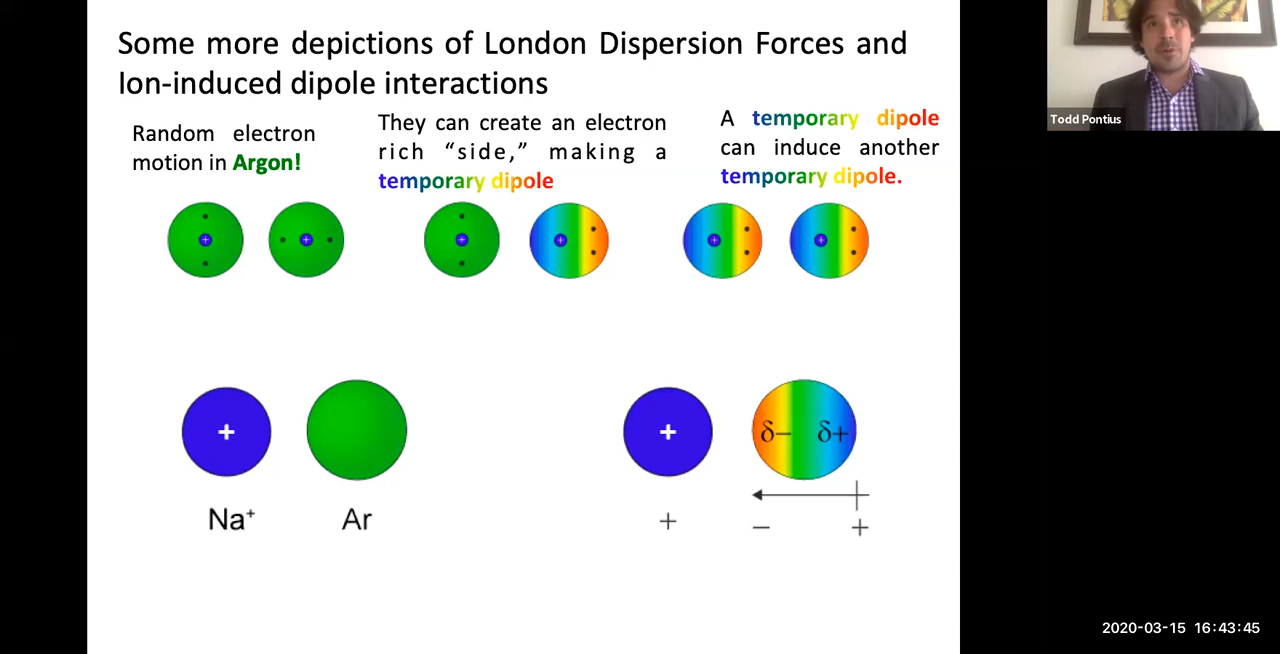 Some more depictions of London Dispersion Forces and
Ion-induced dipole interactions
Random electron
motion in Argon!
They can create an electron
rich “side,” making a
temporary dipole
A temporary dipole
can induce another
temporary dipole.
Todd Pontius
+ + + + + +
+ + δ− δ+
Na⁺ Ar + − +
2020-03-15 16:43:45